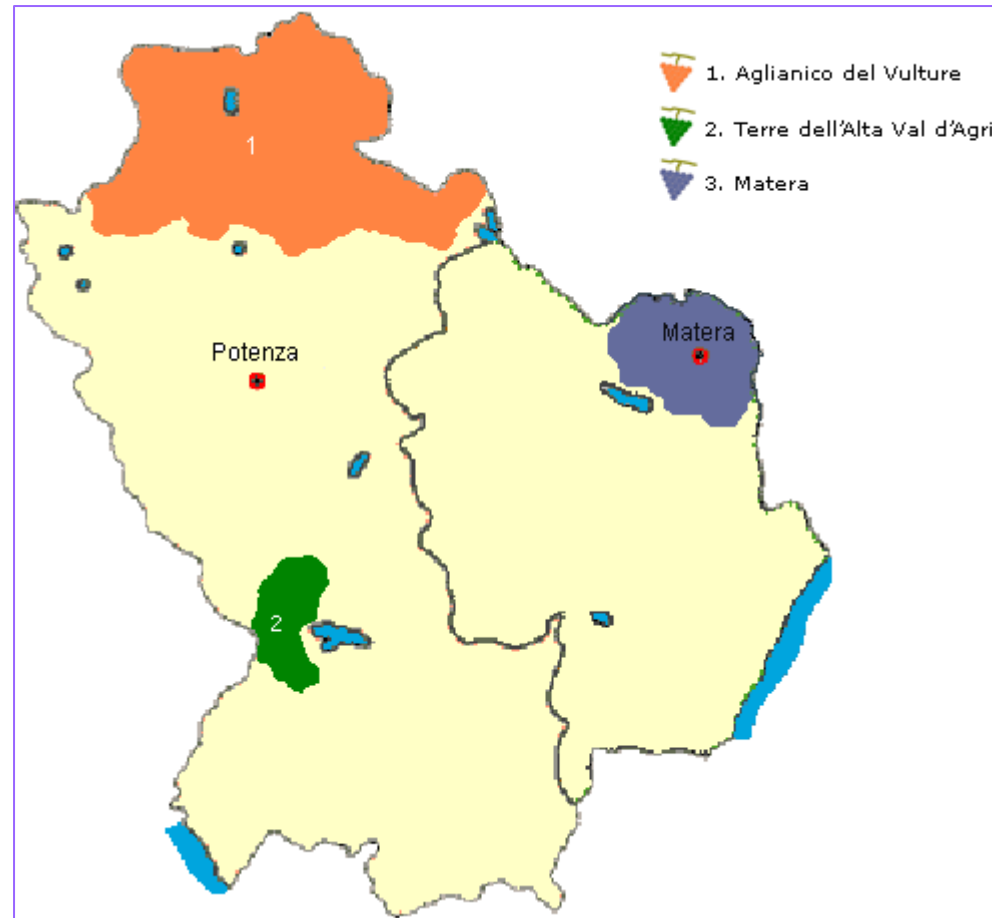 1. Aglianico del Vulture
2. Terre dell'Alta Val d'Agri
3. Matera
1
Matera
Potenza
2